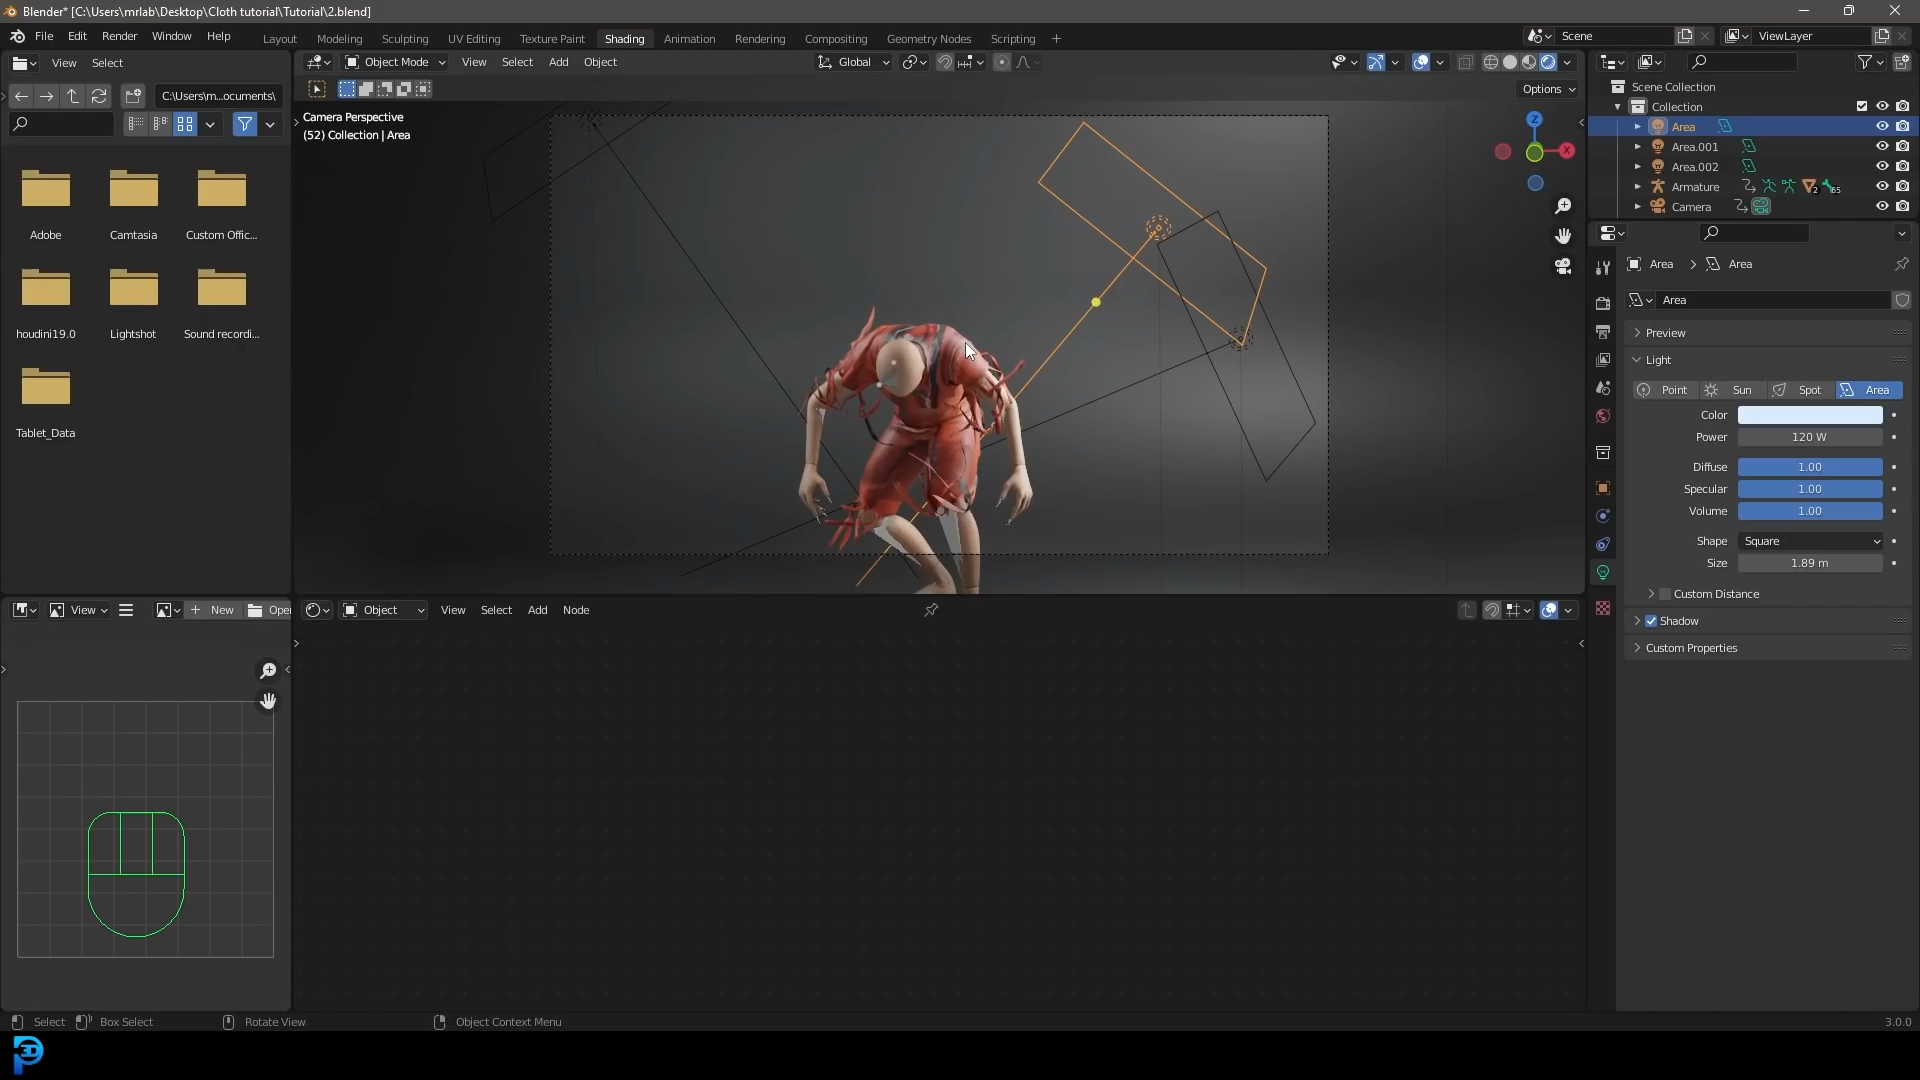 Blender* [C:\Users\mrlab\Desktop\Cloth tutorial\Tutorial\2.blend]
File Edit Render Window Help
Layout Modeling Sculpting UV Editing Texture Paint Shading Animation Rendering Compositing Geometry Nodes Scripting
Scene ViewLayer
View Select
Object Mode View Select Add Object Global
C:\Users\m...ocuments\
Options
Scene Collection
Collection
Area
Area.001
Area.002
Armature 2 65
Camera
Camera Perspective
(52) Collection | Area
Z
X
Adobe Camtasia Custom Offic...
houdini19.0 Lightshot Sound recordi...
Tablet_Data
Area Area
Area
Preview
Light
Point Sun Spot Area
Color
Power 120 W
Diffuse 1.00
Specular 1.00
Volume 1.00
Shape Square
Size 1.89 m
Custom Distance
Shadow
Custom Properties
View New Open
Object View Select Add Node
Select Box Select Rotate View Object Context Menu 3.0.0